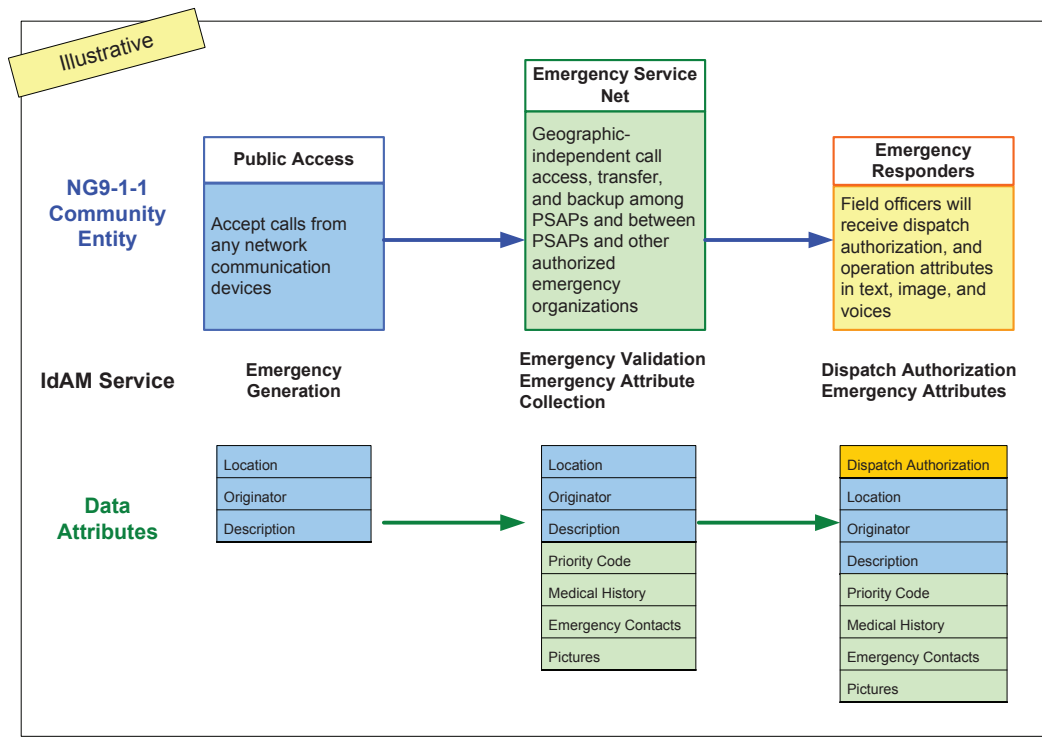 Illustrative
NG9-1-1
Community
Entity
Public Access
Accept calls from
any network
communication
devices
Emergency Service
Net
Geographic-
independent call
access, transfer,
and backup among
PSAPs and between
PSAPs and other
authorized
emergency
organizations
Emergency
Responders
Field officers will
receive dispatch
authorization, and
operation attributes
in text, image, and
voices
IdAM Service
Emergency
Generation
Emergency Validation
Emergency Attribute
Collection
Dispatch Authorization
Emergency Attributes
Data
Attributes
Location
Originator
Description
Location
Originator
Description
Priority Code
Medical History
Emergency Contacts
Pictures
Dispatch Authorization
Location
Originator
Description
Priority Code
Medical History
Emergency Contacts
Pictures